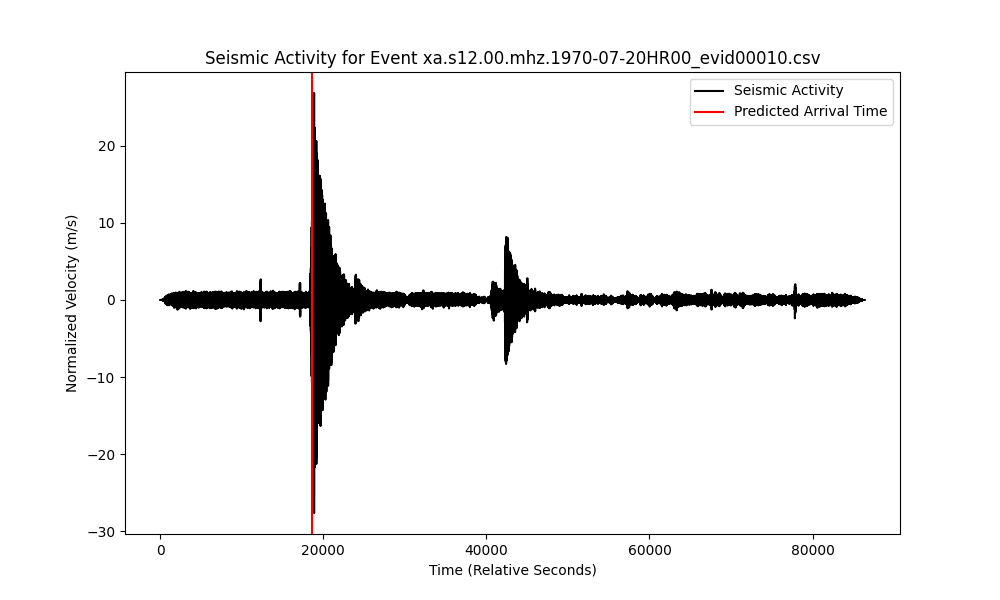 Seismic Activity for Event xa.s12.00.mhz.1970-07-20HR00_evid00010.csv
Seismic Activity
Predicted Arrival Time
Normalized Velocity (m/s)
20
10
0
−10
−20
−30
0
20000
40000
60000
80000
Time (Relative Seconds)